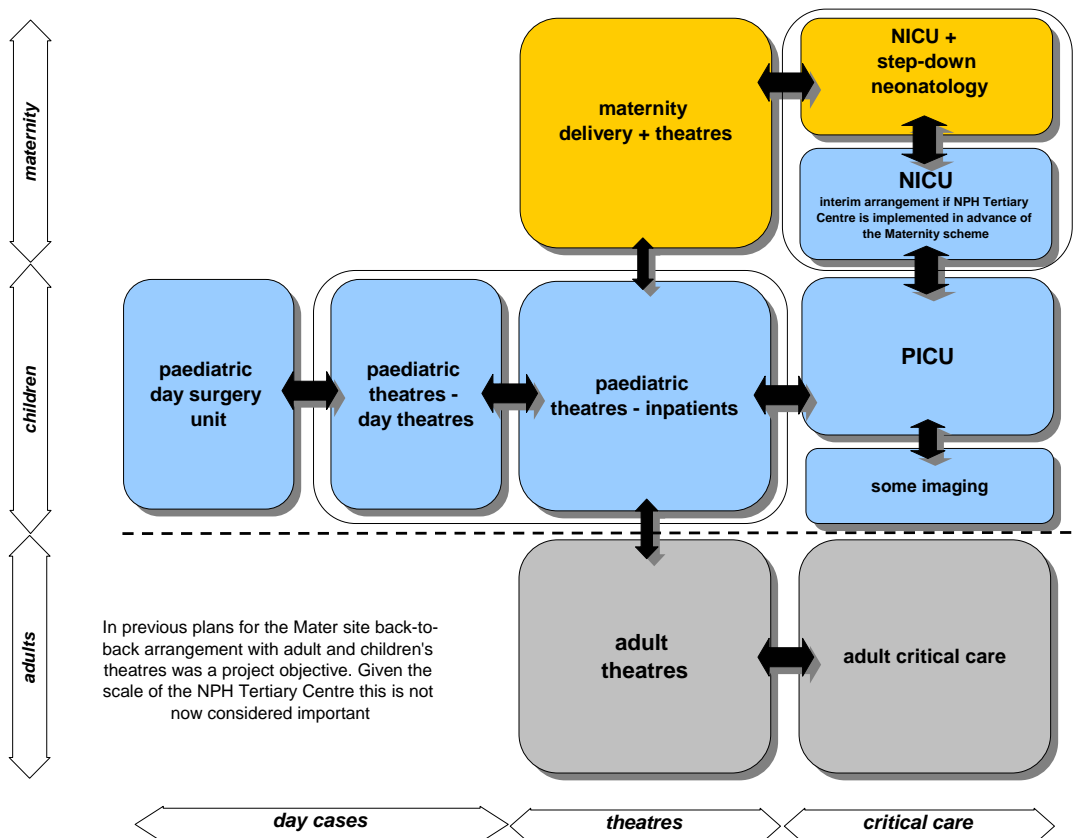 maternity
maternity
delivery + theatres
NICU +
step-down
neonatology
NICU
interim arrangement if NPH Tertiary
Centre is implemented in advance of
the Maternity scheme
children
paediatric
day surgery
unit
paediatric
theatres -
day theatres
paediatric
theatres - inpatients
PICU
some imaging
adults
In previous plans for the Mater site back-to-
back arrangement with adult and children's
theatres was a project objective. Given the
scale of the NPH Tertiary Centre this is not
now considered important
adult
theatres
adult critical care
day cases
theatres
critical care